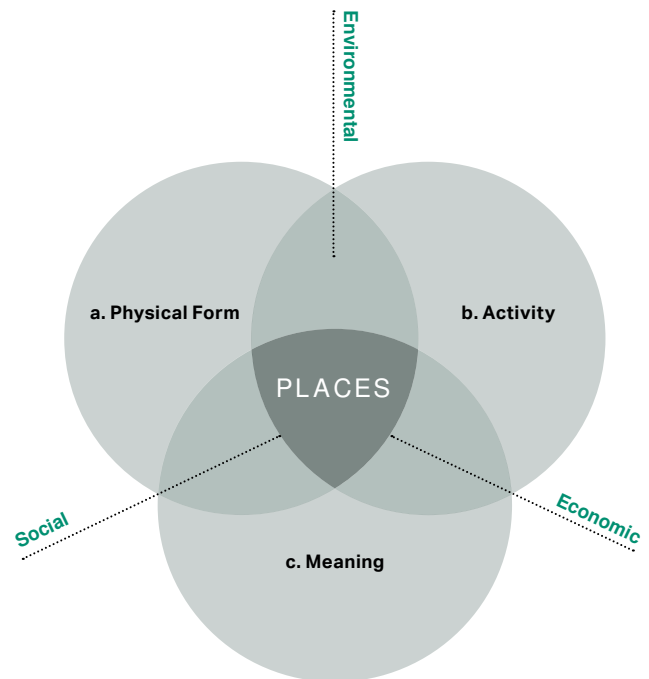 Environmental
a. Physical Form
b. Activity
PLACES
Social
Economic
c. Meaning